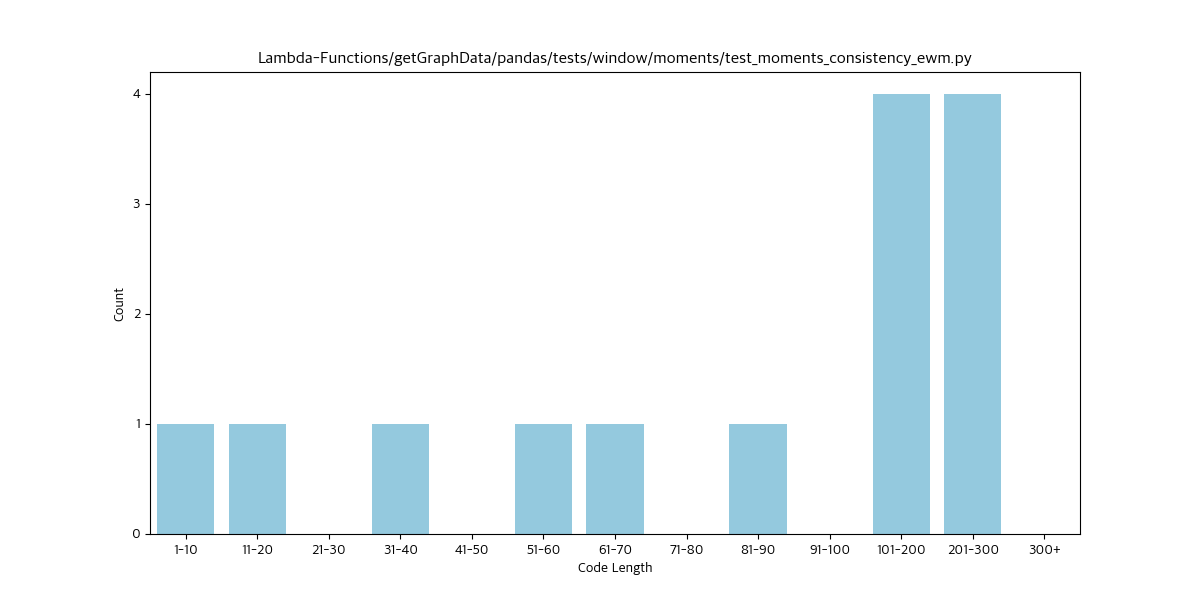 Lambda-Functions/getGraphData/pandas/tests/window/moments/test_moments_consistency_ewm.py
4
3
2
1
0
Count
1-10 11-20 21-30 31-40 41-50 51-60 61-70 71-80 81-90 91-100 101-200 201-300 300+
Code Length